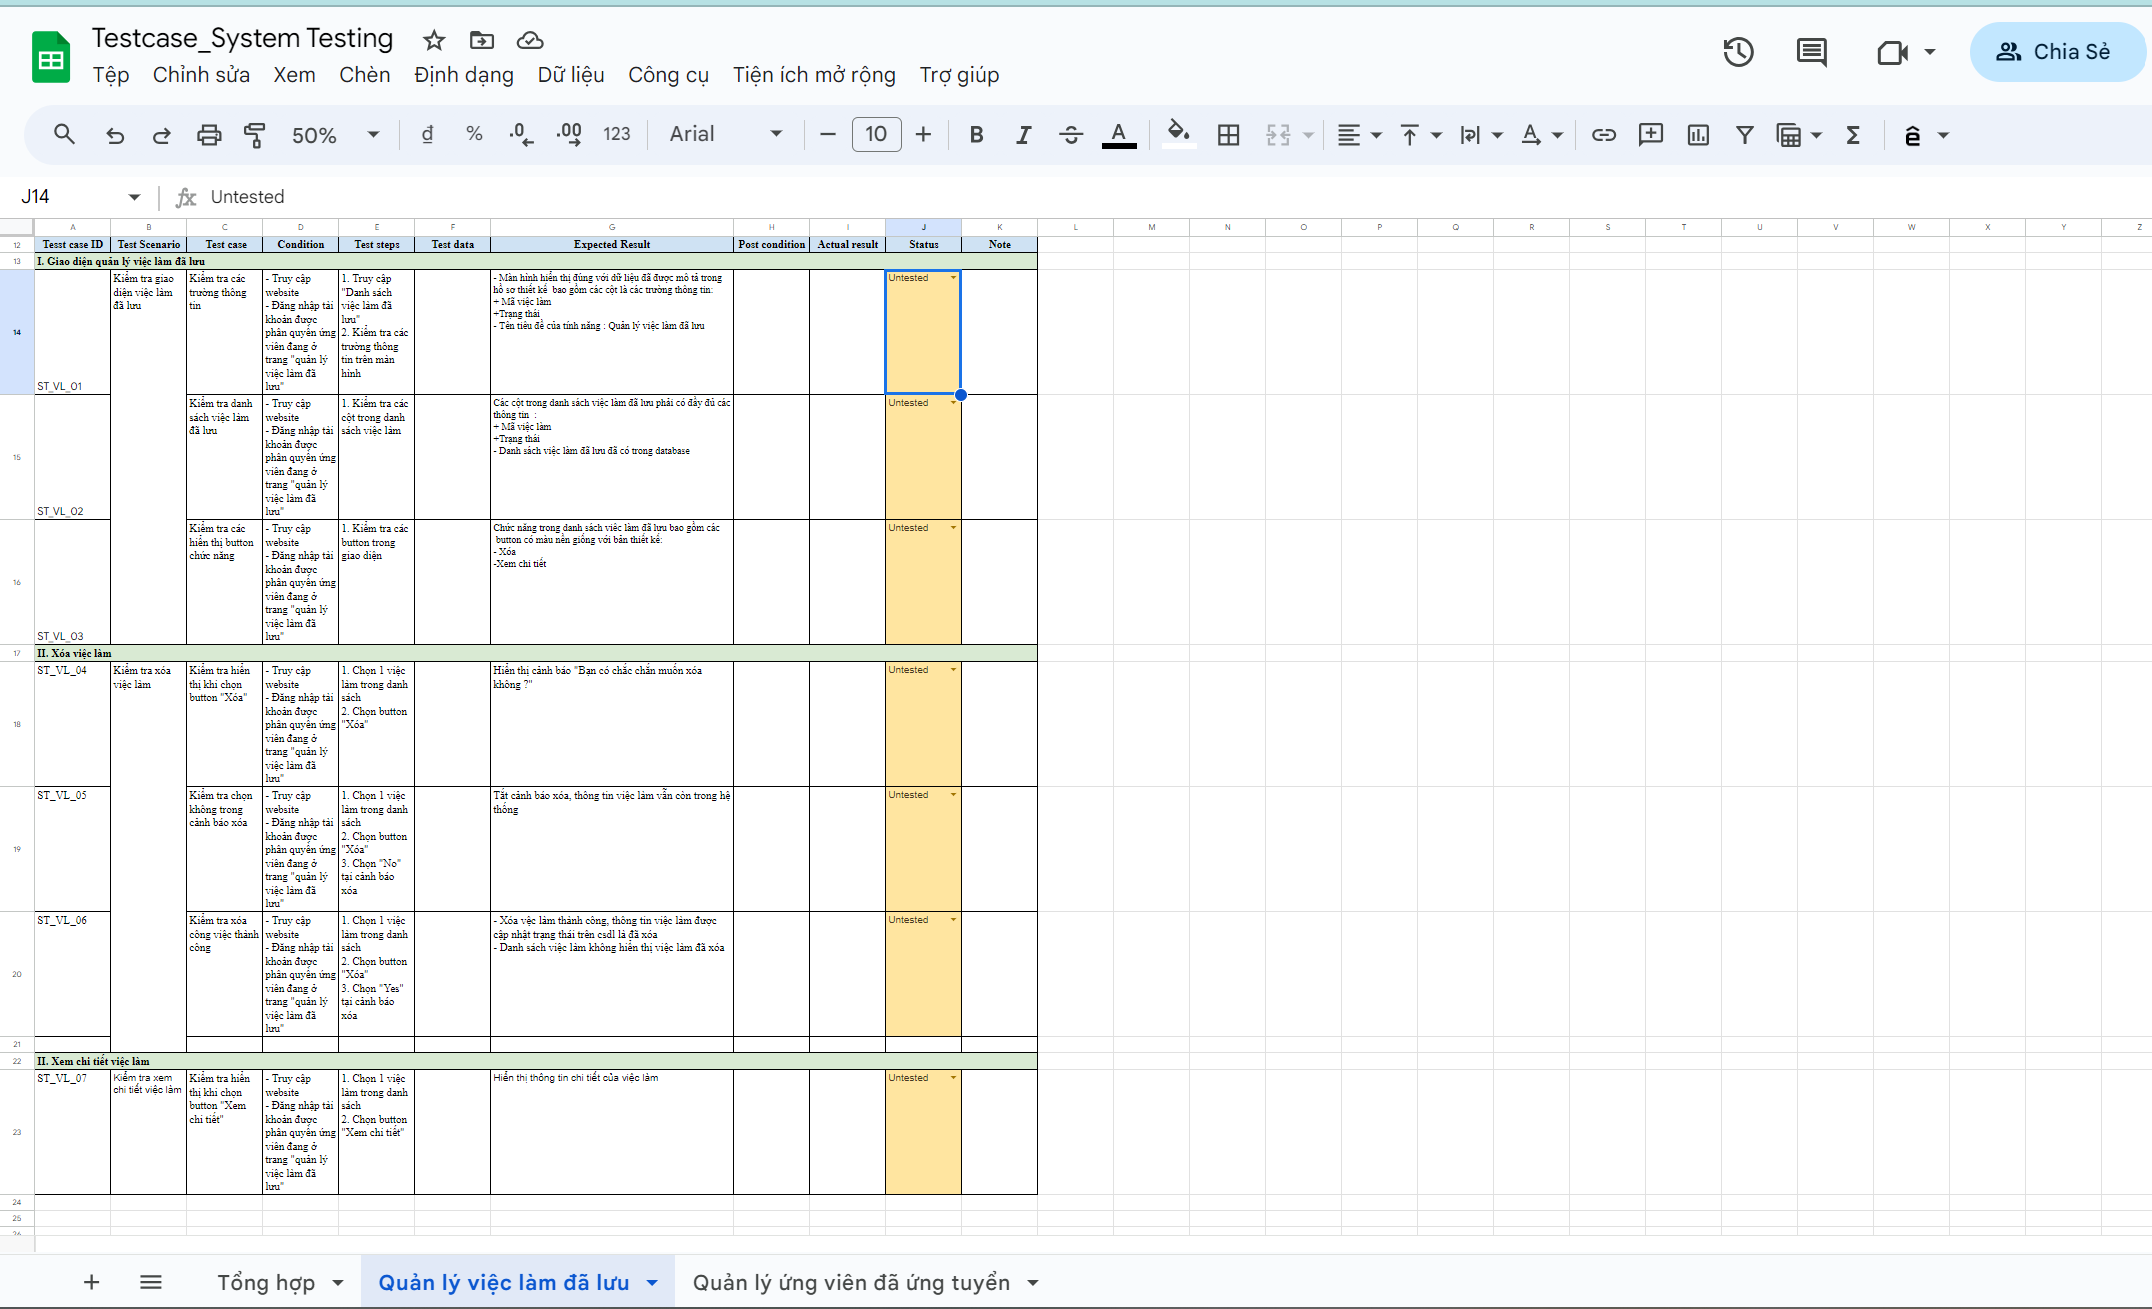 Testcase_System Testing
Tệp Chỉnh sửa Xem Chèn Định dạng Dữ liệu Công cụ Tiện ích mở rộng Trợ giúp
Chia Sẻ
50% đ % .0 .00 123 Arial 10 B I A ê
J14 fx Untested
A B C D E F G H I J K L M N O P Q R S T U V W X Y Z
12 Tesst case ID Test Scenario Test case Condition Test steps Test data Expected Result Post condition Actual result Status Note
13 I. Giao diện quản lý việc làm đã lưu
14
ST_VL_01
Kiểm tra giao
diện việc làm
đã lưu
Kiểm tra các
trường thông
tin
- Truy cập
website
- Đăng nhập tài
khoản được
phân quyền ứng
viên đang ở
trang "quản lý
việc làm đã
lưu"
1. Truy cập
"Danh sách
việc làm đã
lưu"
2. Kiểm tra các
trường thông
tin trên màn
hình
- Màn hình hiển thị đúng với dữ liệu đã được mô tả trong
hồ sơ thiết kế bao gồm các cột là các trường thông tin:
+ Mã việc làm
+Trạng thái
- Tên tiêu đề của tính năng : Quản lý việc làm đã lưu
Untested
15
ST_VL_02
Kiểm tra danh
sách việc làm
đã lưu
- Truy cập
website
- Đăng nhập tài
khoản được
phân quyền ứng
viên đang ở
trang "quản lý
việc làm đã
lưu"
1. Kiểm tra các
cột trong danh
sách việc làm
Các cột trong danh sách việc làm đã lưu phải có đầy đủ các
thông tin :
+ Mã việc làm
+Trạng thái
- Danh sách việc làm đã lưu đã có trong database
Untested
16
ST_VL_03
Kiểm tra các
hiển thị button
chức năng
- Truy cập
website
- Đăng nhập tài
khoản được
phân quyền ứng
viên đang ở
trang "quản lý
việc làm đã
lưu"
1. Kiểm tra các
button trong
giao diện
Chức năng trong danh sách việc làm đã lưu bao gồm các
button có màu nền giống với bản thiết kế:
- Xóa
-Xem chi tiết
Untested
17 II. Xóa việc làm
18
ST_VL_04
Kiểm tra xóa
việc làm
Kiểm tra hiển
thị khi chọn
button "Xóa"
- Truy cập
website
- Đăng nhập tài
khoản được
phân quyền ứng
viên đang ở
trang "quản lý
việc làm đã
lưu"
1. Chọn 1 việc
làm trong danh
sách
2. Chọn button
"Xóa"
Hiển thị cảnh báo "Bạn có chắc chắn muốn xóa
không ?"
Untested
19
ST_VL_05
Kiểm tra chọn
không trong
cảnh báo xóa
- Truy cập
website
- Đăng nhập tài
khoản được
phân quyền ứng
viên đang ở
trang "quản lý
việc làm đã
lưu"
1. Chọn 1 việc
làm trong danh
sách
2. Chọn button
"Xóa"
3. Chọn "No"
tại cảnh báo
xóa
Tắt cảnh báo xóa, thông tin việc làm vẫn còn trong hệ
thống
Untested
20
ST_VL_06
Kiểm tra xóa
công việc thành
công
- Truy cập
website
- Đăng nhập tài
khoản được
phân quyền ứng
viên đang ở
trang "quản lý
việc làm đã
lưu"
1. Chọn 1 việc
làm trong danh
sách
2. Chọn button
"Xóa"
3. Chọn "Yes"
tại cảnh báo
xóa
- Xóa vệc làm thành công, thông tin việc làm được
cập nhật trạng thái trên csdl là đã xóa
- Danh sách việc làm không hiển thị việc làm đã xóa
Untested
21
22 II. Xem chi tiết việc làm
23
ST_VL_07
Kiểm tra xem
chi tiết việc làm
Kiểm tra hiển
thị khi chọn
button "Xem
chi tiết"
- Truy cập
website
- Đăng nhập tài
khoản được
phân quyền ứng
viên đang ở
trang "quản lý
việc làm đã
lưu"
1. Chọn 1 việc
làm trong danh
sách
2. Chọn button
"Xem chi tiết"
Hiển thị thông tin chi tiết của việc làm
Untested
24
25
Tổng hợp Quản lý việc làm đã lưu Quản lý ứng viên đã ứng tuyển